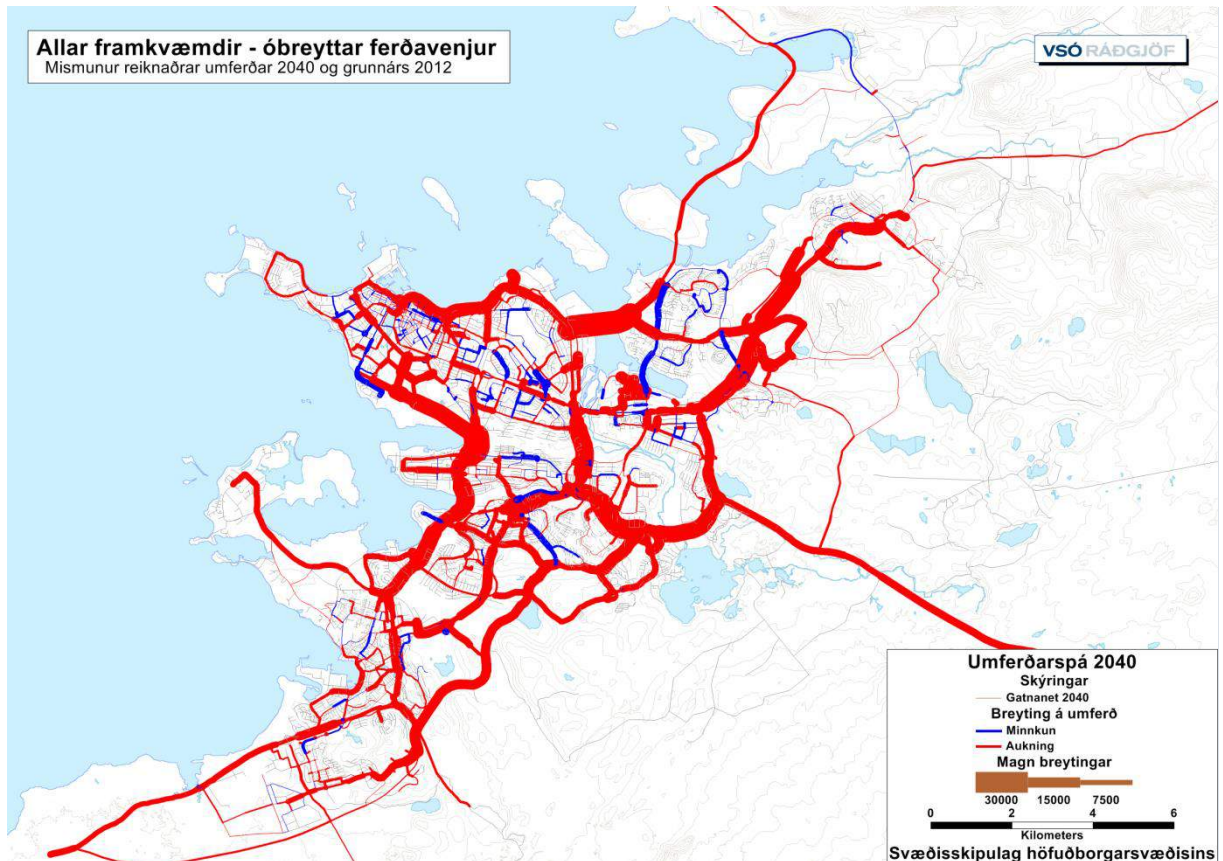 Allar framkvæmdir - óbreyttar ferðavenjur
Mismunur reiknaðrar umferðar 2040 og grunnárs 2012
VSÓ RÁÐGJÖF
Umferðarspá 2040
Skýringar
Gatnanet 2040
Breyting á umferð
Minnkun
Aukning
Magn breytingar
30000 15000 7500
0 2 4 6
Kilometers
Svæðisskipulag höfuðborgarsvæðisins